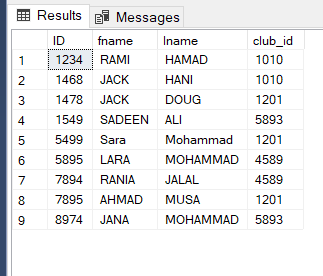 Results Messages
ID fname lname club_id
1 1234 RAMI HAMAD 1010
2 1468 JACK HANI 1010
3 1478 JACK DOUG 1201
4 1549 SADEEN ALI 5893
5 5499 Sara Mohammad 1201
6 5895 LARA MOHAMMAD 4589
7 7894 RANIA JALAL 4589
8 7895 AHMAD MUSA 1201
9 8974 JANA MOHAMMAD 5893